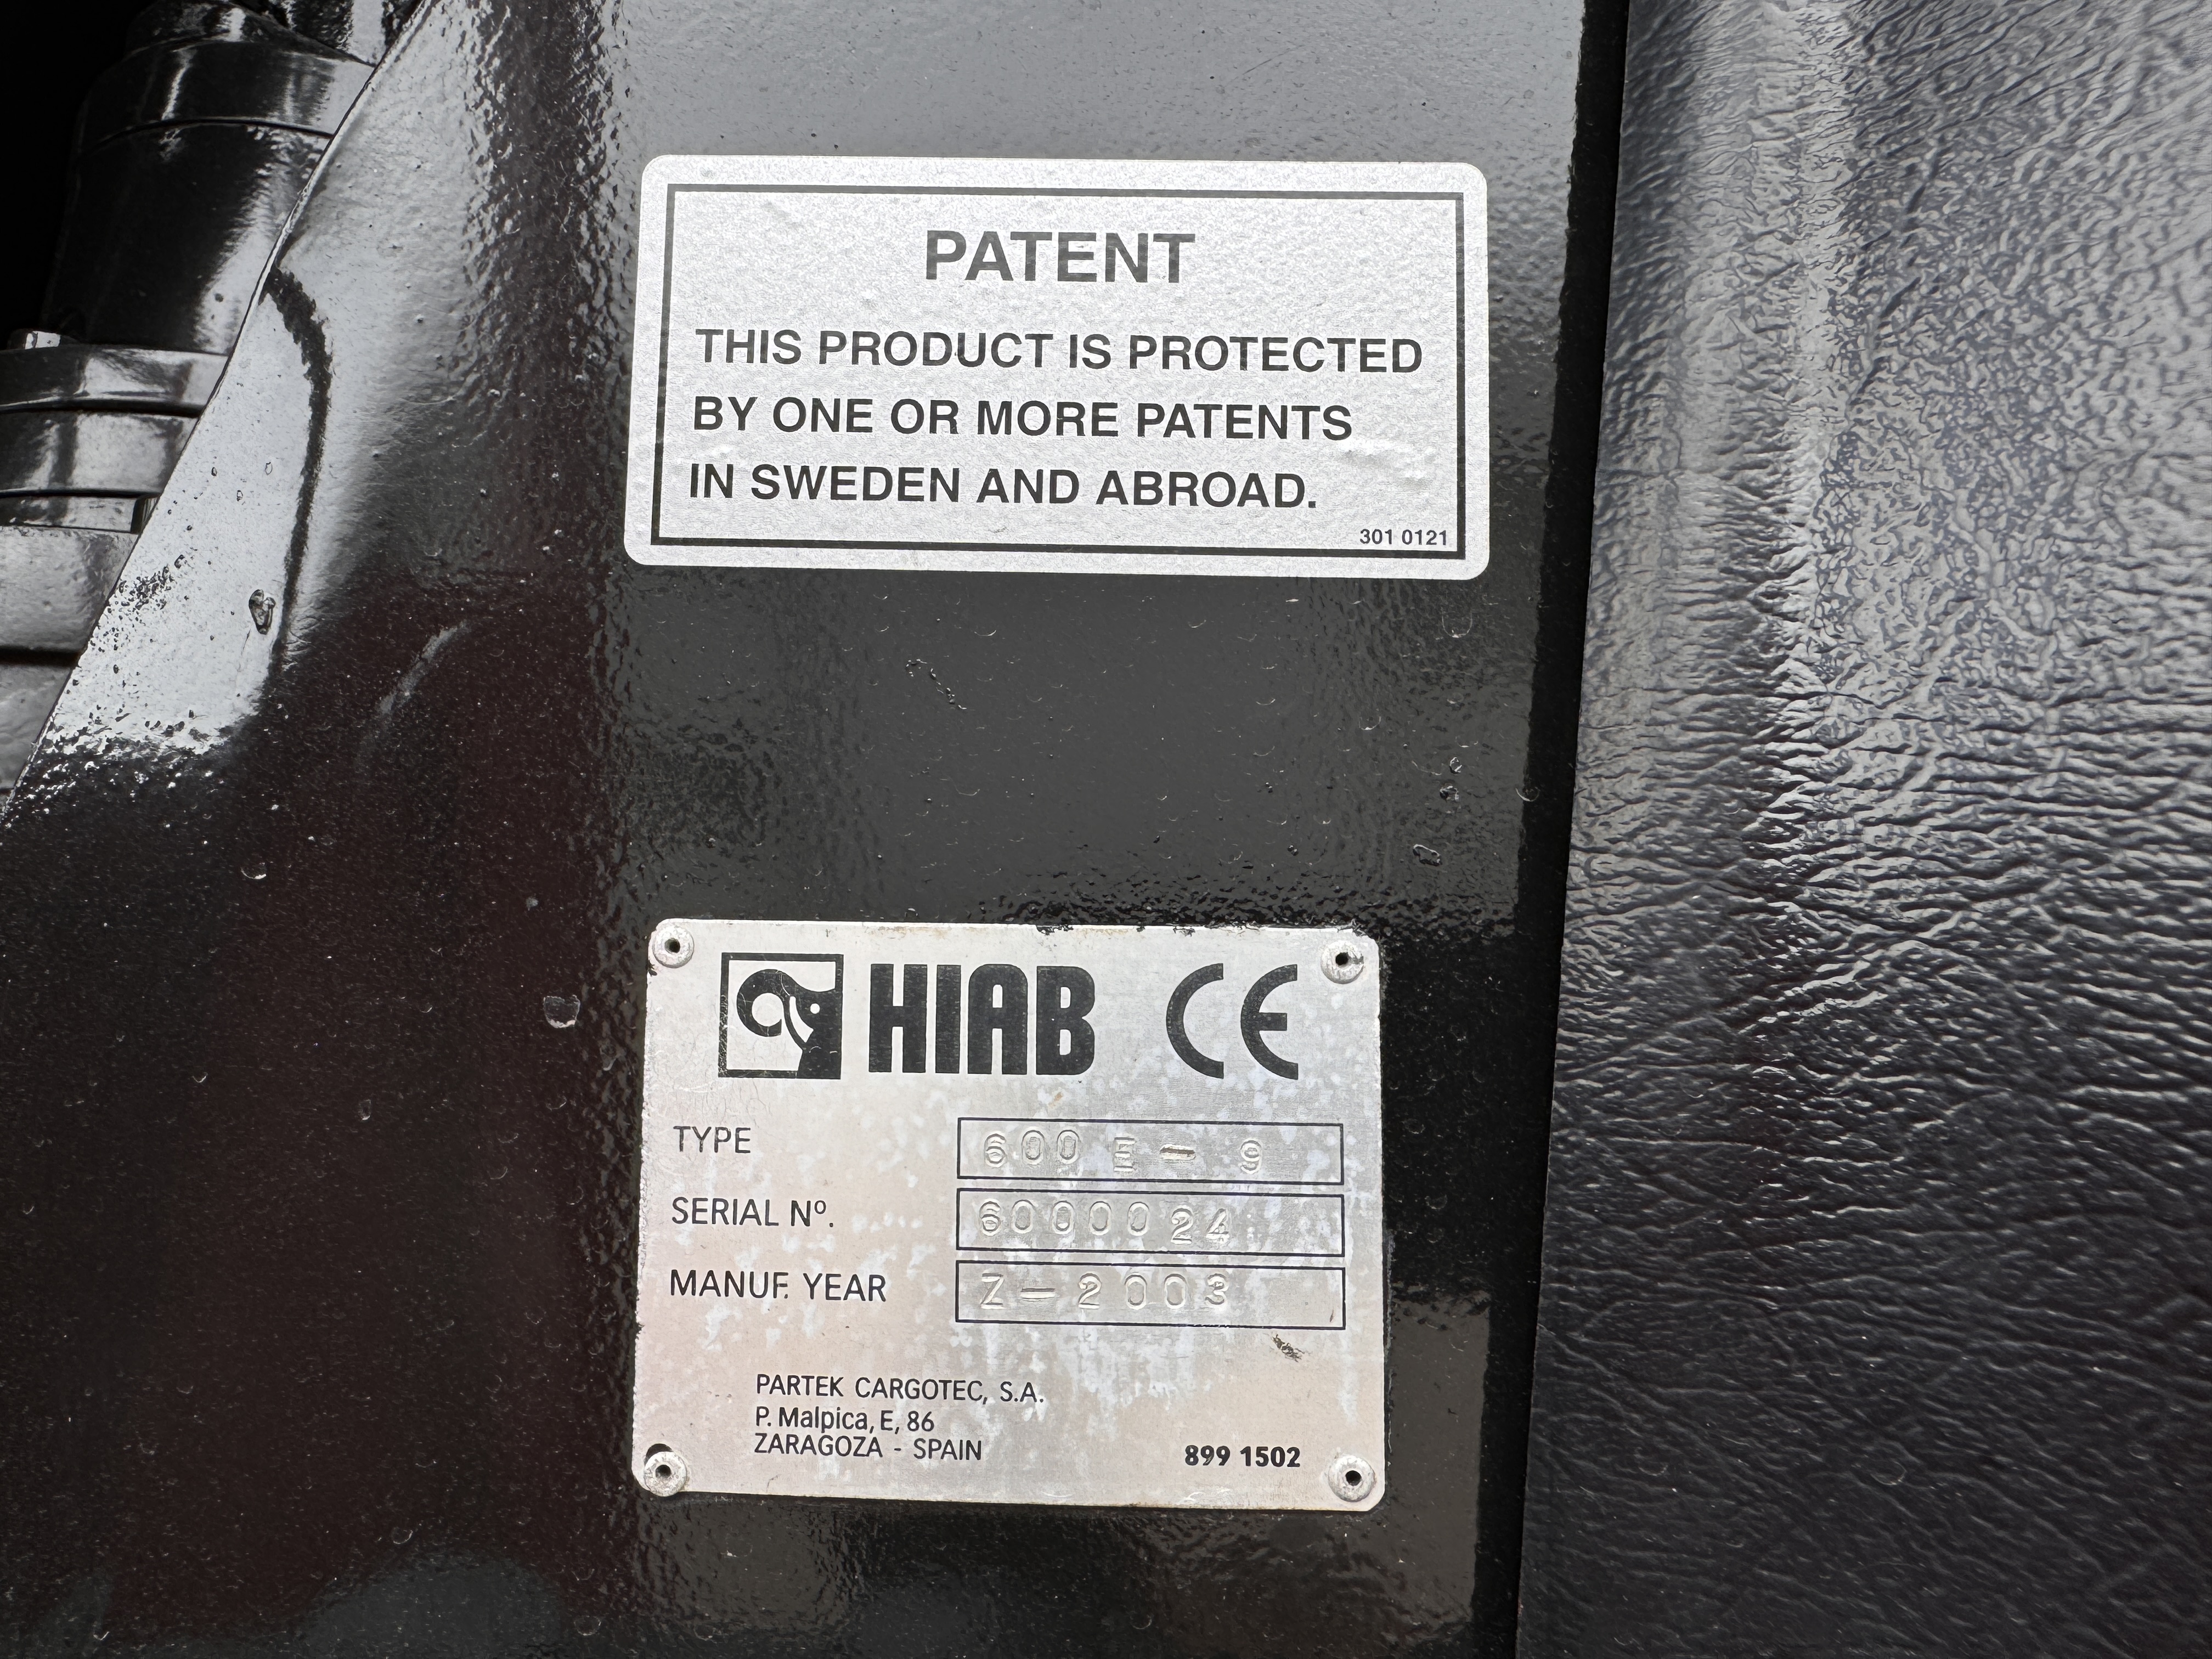 PATENT
THIS PRODUCT IS PROTECTED
BY ONE OR MORE PATENTS
IN SWEDEN AND ABROAD.
301 0121
HIAB CE
TYPE 600 E - 9
SERIAL Nº. 6000024
MANUF. YEAR Z-2003
PARTEK CARGOTEC, S.A.
P. Malpica, E, 86
ZARAGOZA - SPAIN
899 1502